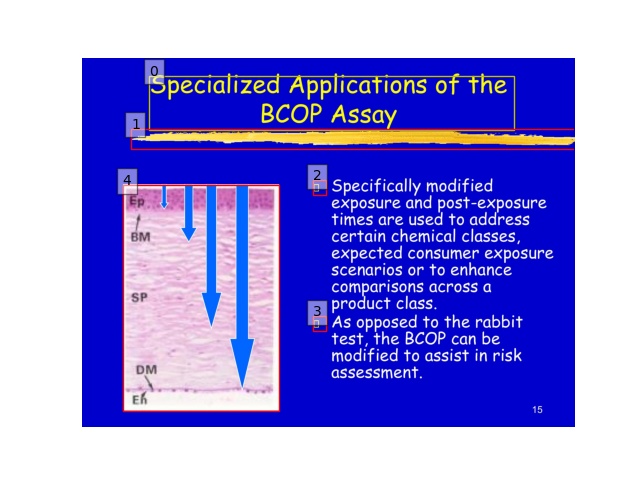 0
Specialized Applications of the
BCOP Assay
1
4
Ep
BM
SP
DM
En
2
Specifically modified
exposure and post-exposure
times are used to address
certain chemical classes,
expected consumer exposure
scenarios or to enhance
comparisons across a
product class.
3
As opposed to the rabbit
test, the BCOP can be
modified to assist in risk
assessment.
15